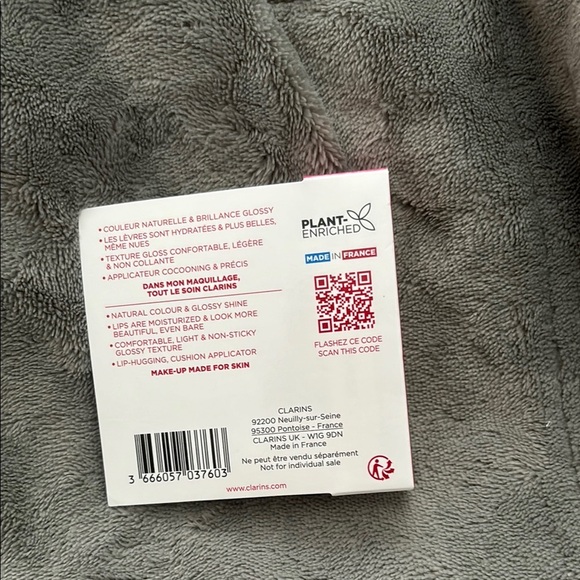 • COULEUR NATURELLE & BRILLANCE GLOSSY
• LES LÈVRES SONT HYDRATÉES & PLUS BELLES,
MÊME NUES
• TEXTURE GLOSS CONFORTABLE, LÉGÈRE
& NON COLLANTE
• APPLICATEUR COCOONING & PRÉCIS
DANS MON MAQUILLAGE,
TOUT LE SOIN CLARINS
• NATURAL COLOUR & GLOSSY SHINE
• LIPS ARE MOISTURIZED & LOOK MORE
BEAUTIFUL, EVEN BARE
• COMFORTABLE, LIGHT & NON-STICKY
GLOSSY TEXTURE
• LIP-HUGGING, CUSHION APPLICATOR
MAKE-UP MADE FOR SKIN
PLANT-
ENRICHED
MADE IN FRANCE
FLASHEZ CE CODE
SCAN THIS CODE
CLARINS
92200 Neuilly-sur-Seine
95300 Pontoise - France
CLARINS UK - W1G 9DN
Made in France
Ne peut être vendu séparément
Not for individual sale
3 666057 037603
www.clarins.com